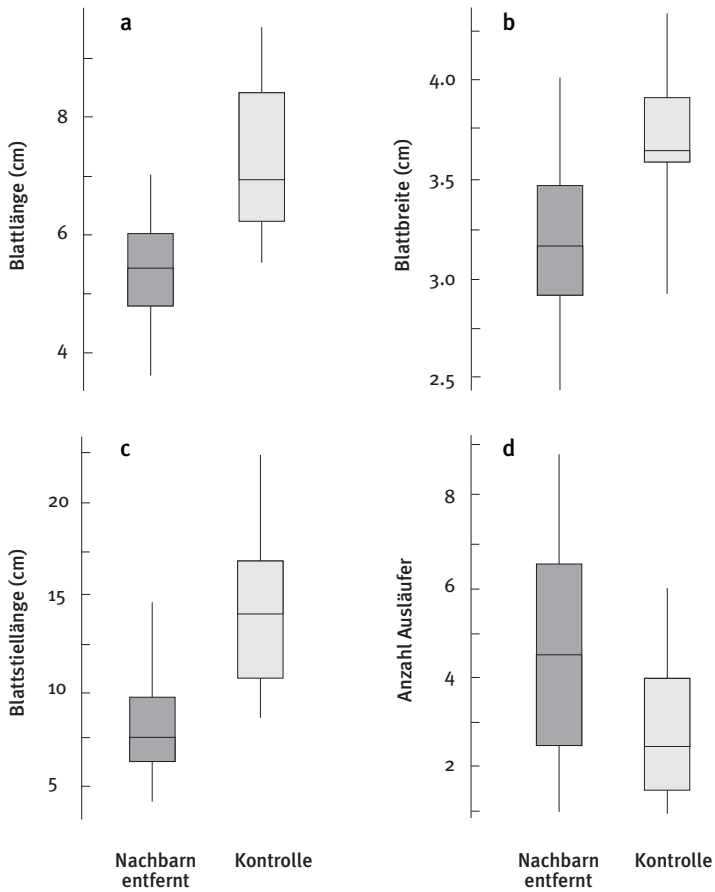 a
Blattlänge (cm)
8
6
4
b
Blattbreite (cm)
4.0
3.5
3.0
2.5
c
Blattstiellänge (cm)
20
15
10
5
Nachbarn
entfernt
Kontrolle
d
Anzahl Ausläufer
8
6
4
2
Nachbarn
entfernt
Kontrolle